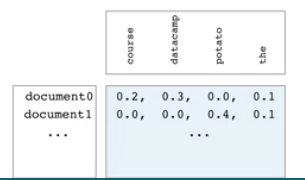 course datacamp potato the
document0 0.2, 0.3, 0.0, 0.1
document1 0.0, 0.0, 0.4, 0.1
... ...